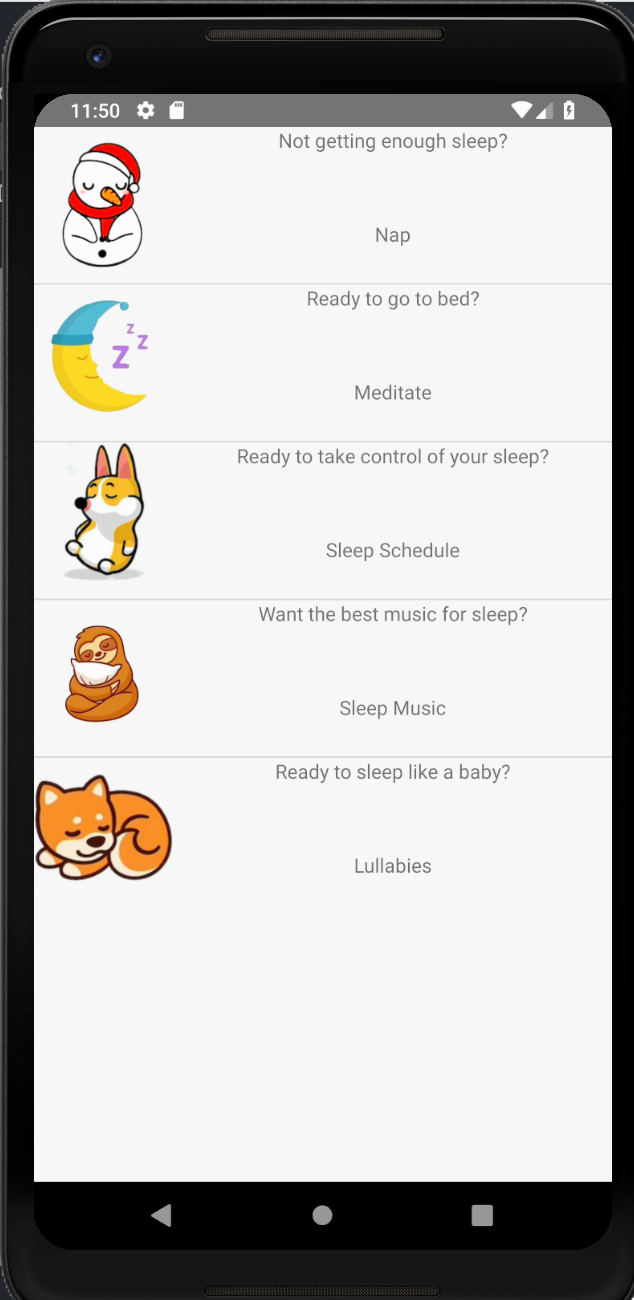 11:50
Not getting enough sleep?
Nap
Ready to go to bed?
z
z
z
Meditate
Ready to take control of your sleep?
Sleep Schedule
Want the best music for sleep?
Sleep Music
Ready to sleep like a baby?
Lullabies